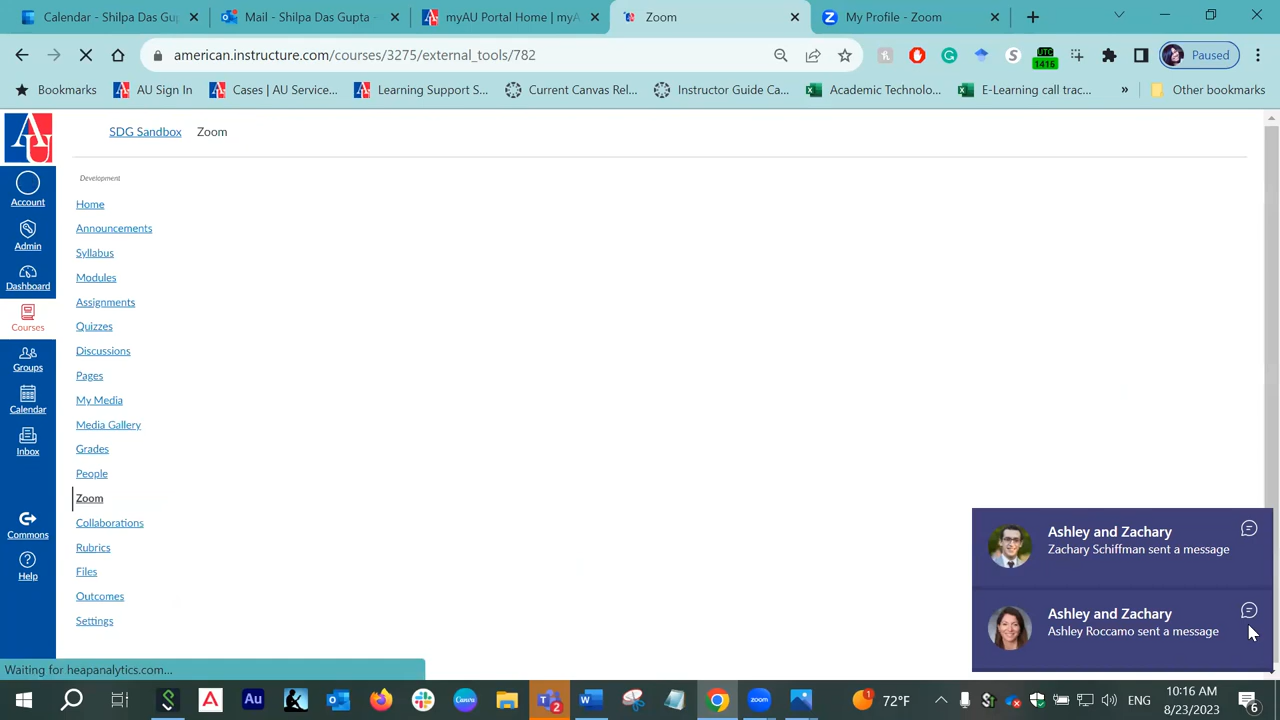 Calendar - Shilpa Das Gup
Mail - Shilpa Das Gupta
myAU Portal Home | myA
Zoom
My Profile - Zoom
american.instructure.com/courses/3275/external_tools/782
UTC
1416
Paused
Bookmarks
AU Sign In
Cases | AU Service...
Learning Support S...
Current Canvas Rel...
Instructor Guide Ca...
Academic Technolo...
E-Learning call trac...
»
Other bookmarks
AU
SDG Sandbox
Zoom
Account
Admin
Dashboard
Courses
Groups
Calendar
Inbox
Commons
Help
Development
Home
Announcements
Syllabus
Modules
Assignments
Quizzes
Discussions
Pages
My Media
Media Gallery
Grades
People
Zoom
Collaborations
Rubrics
Files
Outcomes
Settings
Ashley and Zachary
Zachary Schiffman sent a message
Ashley and Zachary
Ashley Roccamo sent a message
Waiting for heapanalytics.com...
72°F
ENG
10:16 AM
8/23/2023
6